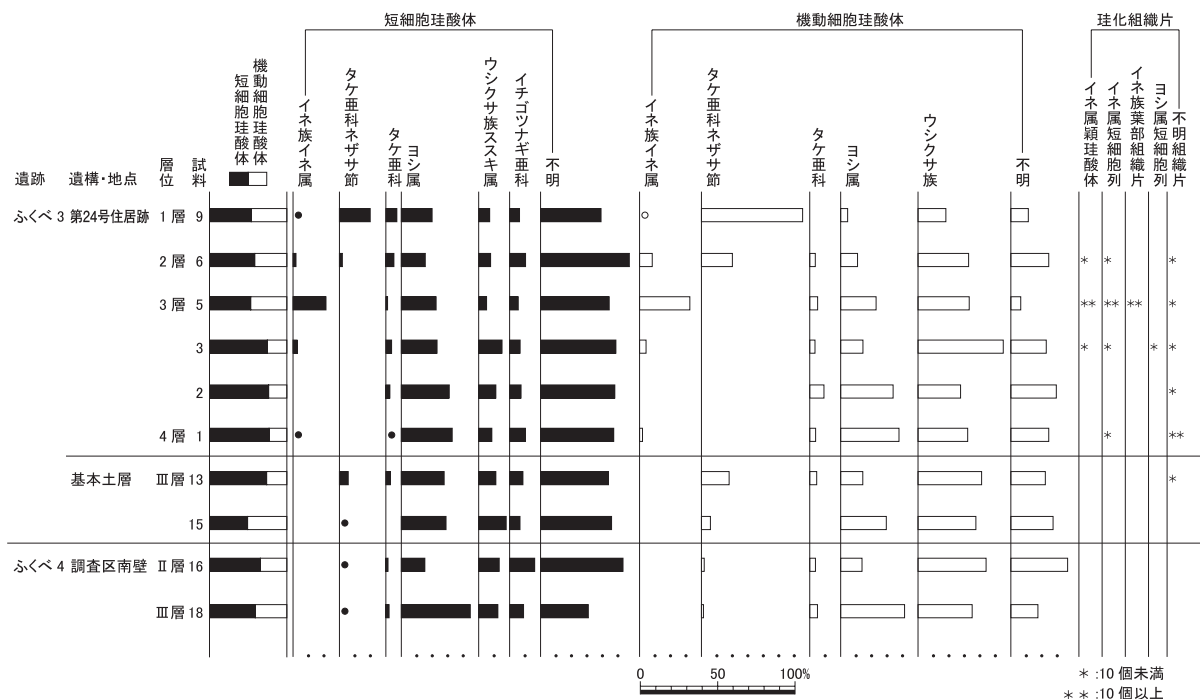 短細胞珪酸体
機動細胞珪酸体
珪化組織片
短細胞珪酸体
機動細胞珪酸体
イネ族イネ属
タケ亜科ネザサ節
タケ亜科
ヨシ属
ウシクサ族ススキ属
イチゴツナギ亜科
不明
イネ族イネ属
タケ亜科ネザサ節
タケ亜科
ヨシ属
ウシクサ族
不明
イネ属穎珪酸体
イネ属短細胞列
イネ族葉部組織片
ヨシ属短細胞列
不明組織片
遺跡 遺構・地点 層位 試料
ふくべ 3 第24号住居跡 1 層 9
2 層 6 * * *
3 層 5 ** ** ** *
3 * * * *
2 *
4 層 1 * **
基本土層 Ⅲ層 13 *
15
ふくべ 4 調査区南壁 Ⅱ層 16
Ⅲ層 18
0 50 100%
* :10 個未満
* * :10 個以上